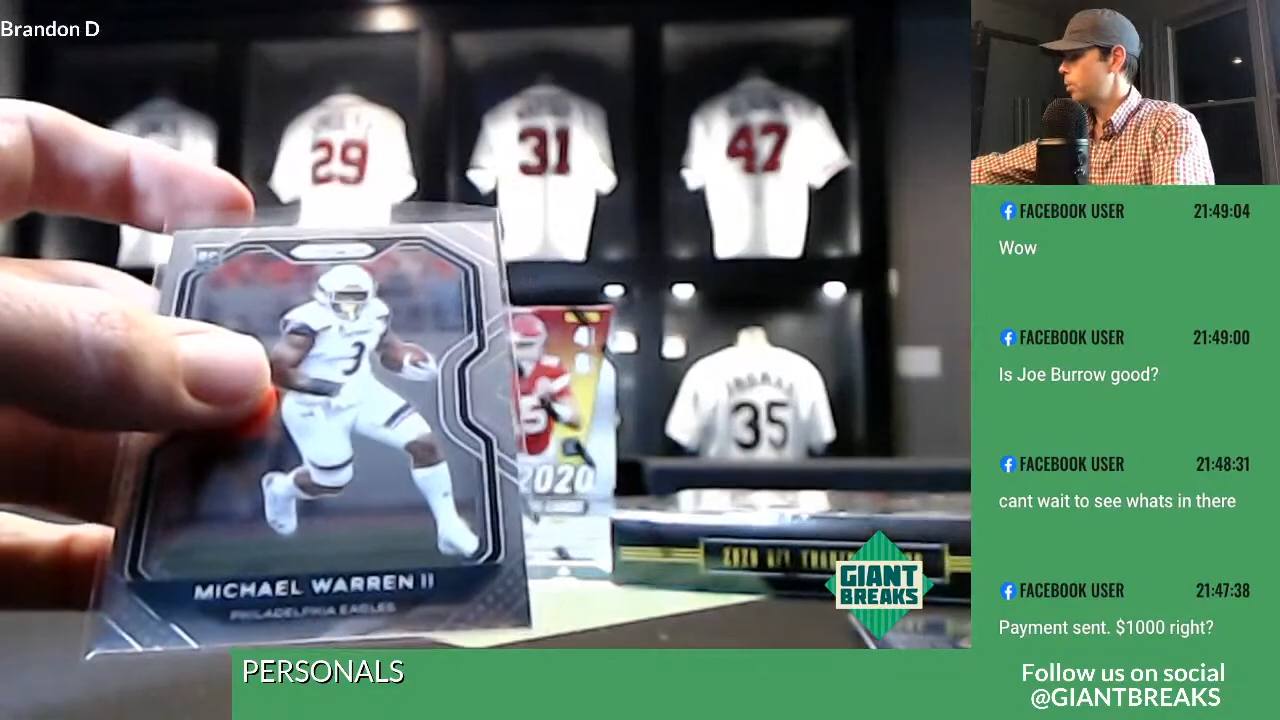 Brandon D
29
31
47
35
3
RC
MICHAEL WARREN II
PHILADELPHIA EAGLES
2020
GIANT
BREAKS
PERSONALS
FACEBOOK USER 21:49:04
Wow
FACEBOOK USER 21:49:00
Is Joe Burrow good?
FACEBOOK USER 21:48:31
cant wait to see whats in there
FACEBOOK USER 21:47:38
Payment sent. $1000 right?
Follow us on social
@GIANTBREAKS